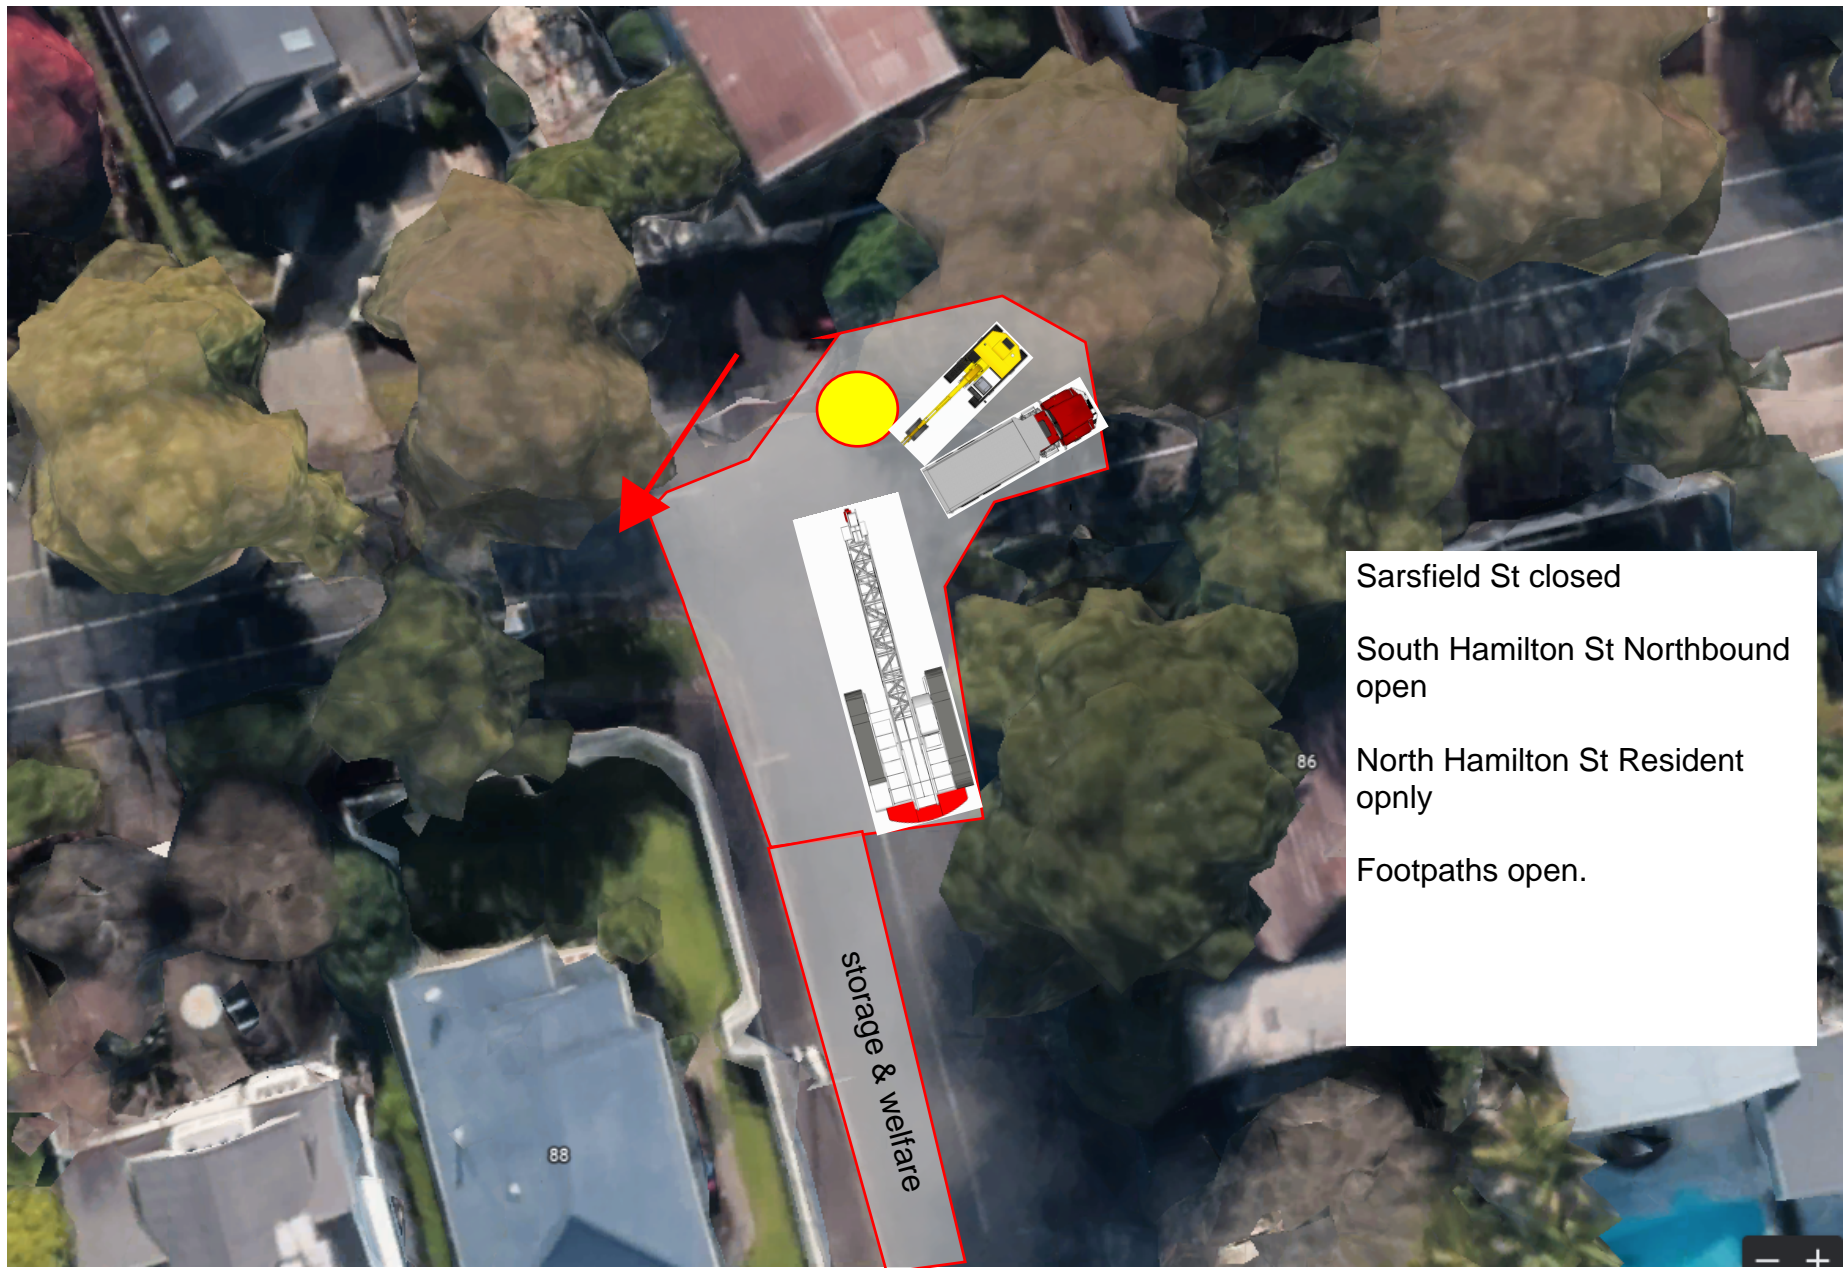 Sarsfield St closed
South Hamilton St Northbound
open
North Hamilton St Resident
opnly
Footpaths open.
86
storage & welfare
88